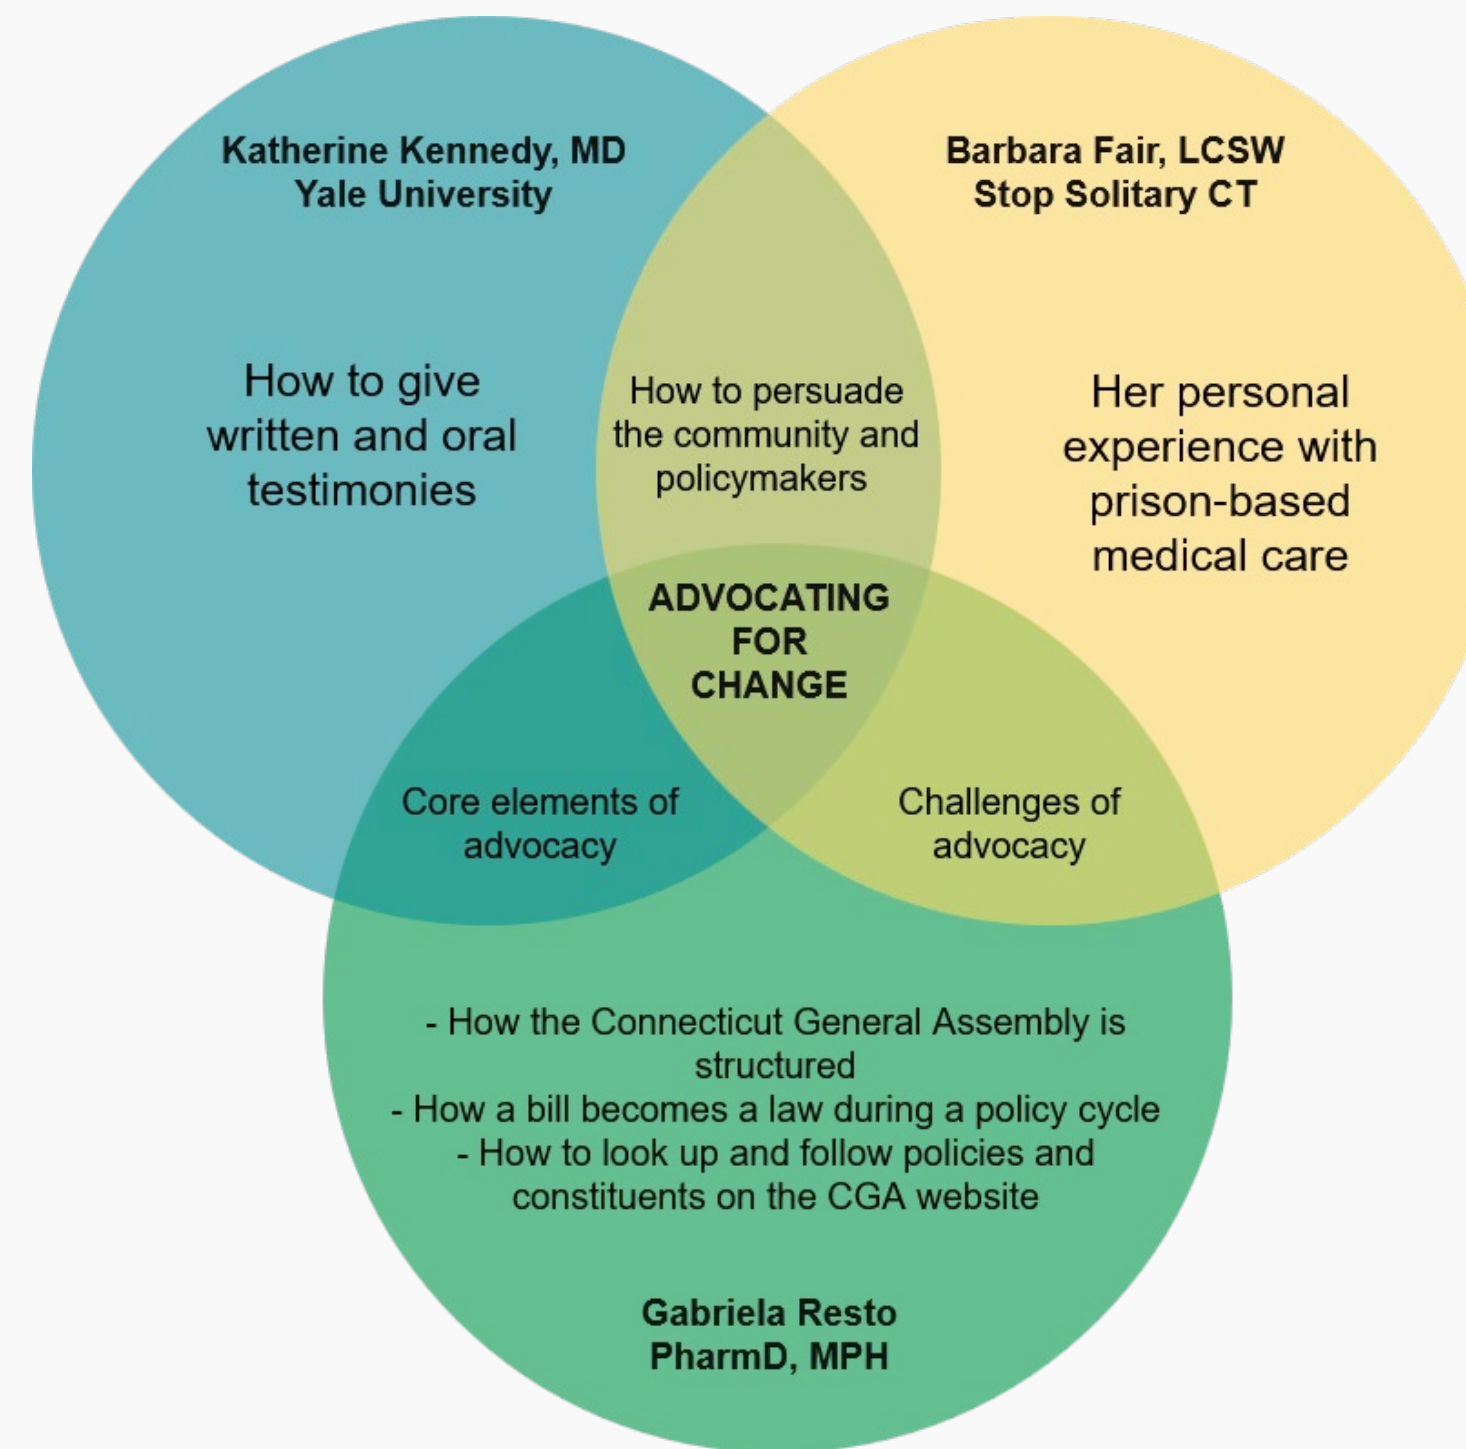 Katherine Kennedy, MD
Yale University
Barbara Fair, LCSW
Stop Solitary CT
How to give
written and oral
testimonies
How to persuade
the community and
policymakers
Her personal
experience with
prison-based
medical care
ADVOCATING
FOR
CHANGE
Core elements of
advocacy
Challenges of
advocacy
- How the Connecticut General Assembly is
structured
- How a bill becomes a law during a policy cycle
- How to look up and follow policies and
constituents on the CGA website
Gabriela Resto
PharmD, MPH